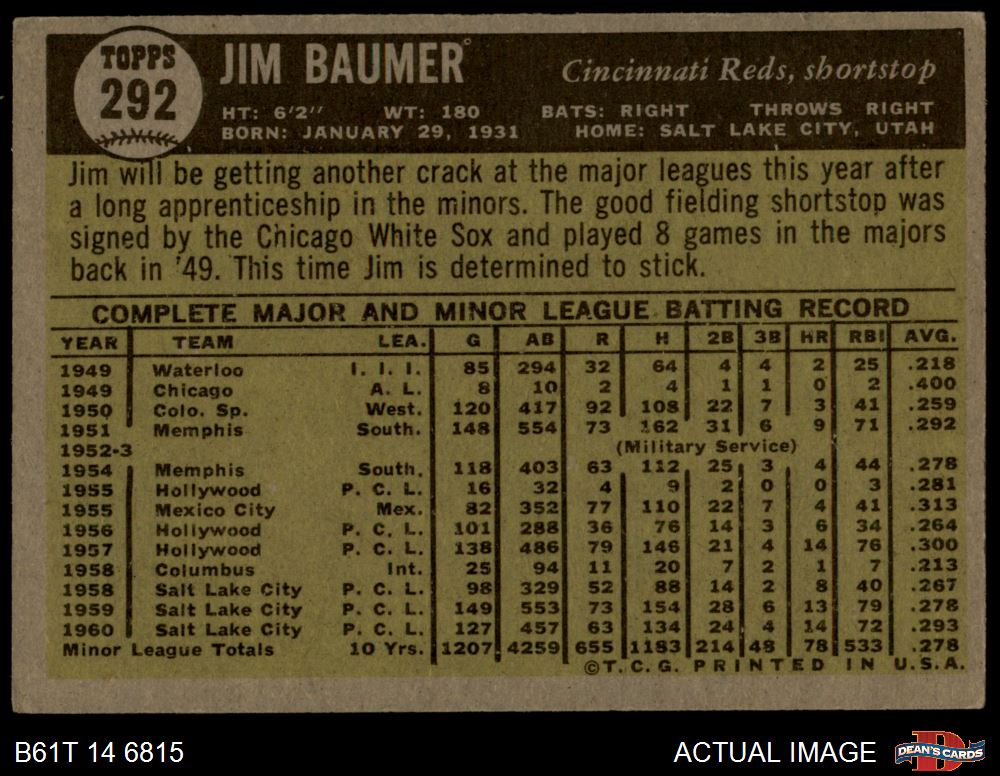 TOPPS
292
JIM BAUMER
Cincinnati Reds, shortstop
HT: 6'2" WT: 180 BATS: RIGHT THROWS RIGHT
BORN: JANUARY 29, 1931 HOME: SALT LAKE CITY, UTAH
Jim will be getting another crack at the major leagues this year after
a long apprenticeship in the minors. The good fielding shortstop was
signed by the Chicago White Sox and played 8 games in the majors
back in '49. This time Jim is determined to stick.
COMPLETE MAJOR AND MINOR LEAGUE BATTING RECORD
YEAR TEAM LEA. G AB R H 2B 3B HR RBI AVG.
1949 Waterloo I. I. I. 85 294 32 64 4 4 2 25 .218
1949 Chicago A. L. 8 10 2 4 1 1 0 2 .400
1950 Colo. Sp. West. 120 417 92 108 22 7 3 41 .259
1951 Memphis South. 148 554 73 162 31 6 9 71 .292
1952-3 (Military Service)
1954 Memphis South. 118 403 63 112 25 3 4 44 .278
1955 Hollywood P. C. L. 16 32 4 9 2 0 0 3 .281
1955 Mexico City Mex. 82 352 77 110 22 7 4 41 .313
1956 Hollywood P. C. L. 101 288 36 76 14 3 6 34 .264
1957 Hollywood P. C. L. 138 486 79 146 21 4 14 76 .300
1958 Columbus Int. 25 94 11 20 7 2 1 7 .213
1958 Salt Lake City P. C. L. 98 329 52 88 14 2 8 40 .267
1959 Salt Lake City P. C. L. 149 553 73 154 28 6 13 79 .278
1960 Salt Lake City P. C. L. 127 457 63 134 24 4 14 72 .293
Minor League Totals 10 Yrs. 1207 4259 655 1183 214 48 78 533 .278
©T.C.G. PRINTED IN U.S.A.
B61T 14 6815 ACTUAL IMAGE DEAN'S CARDS